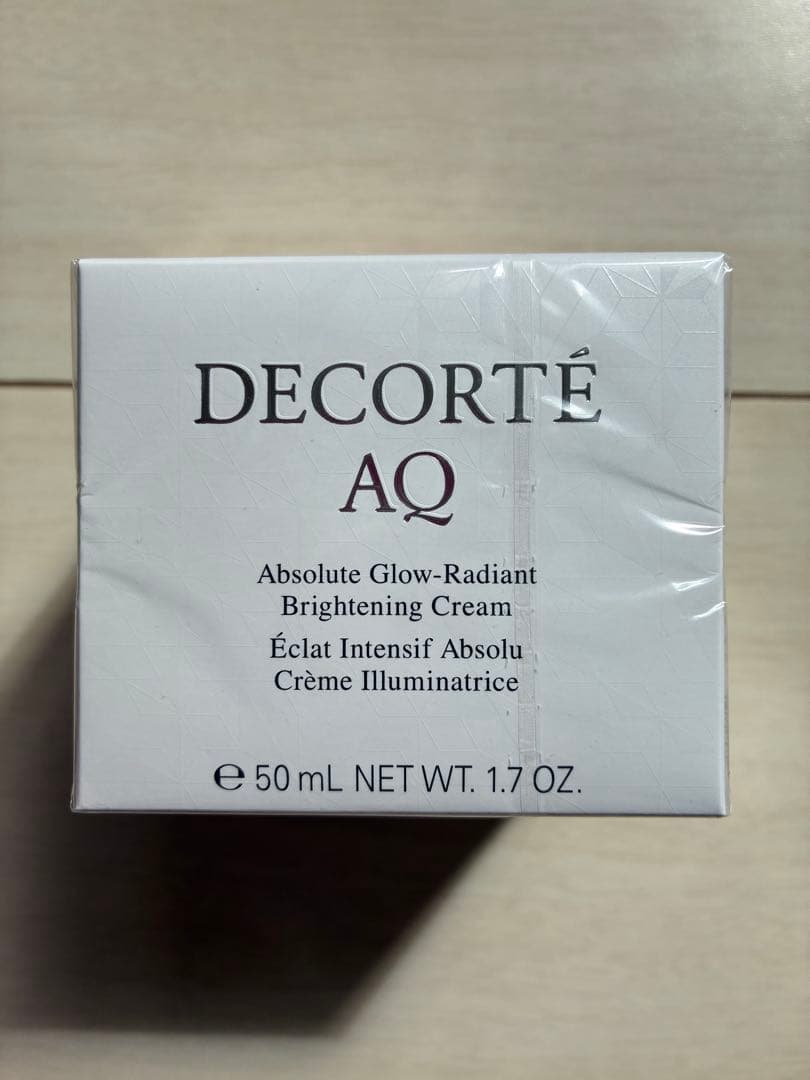 DECORTÉ
AQ
Absolute Glow-Radiant
Brightening Cream
Éclat Intensif Absolu
Crème Illuminatrice
℮ 50 mL NET WT. 1.7 OZ.